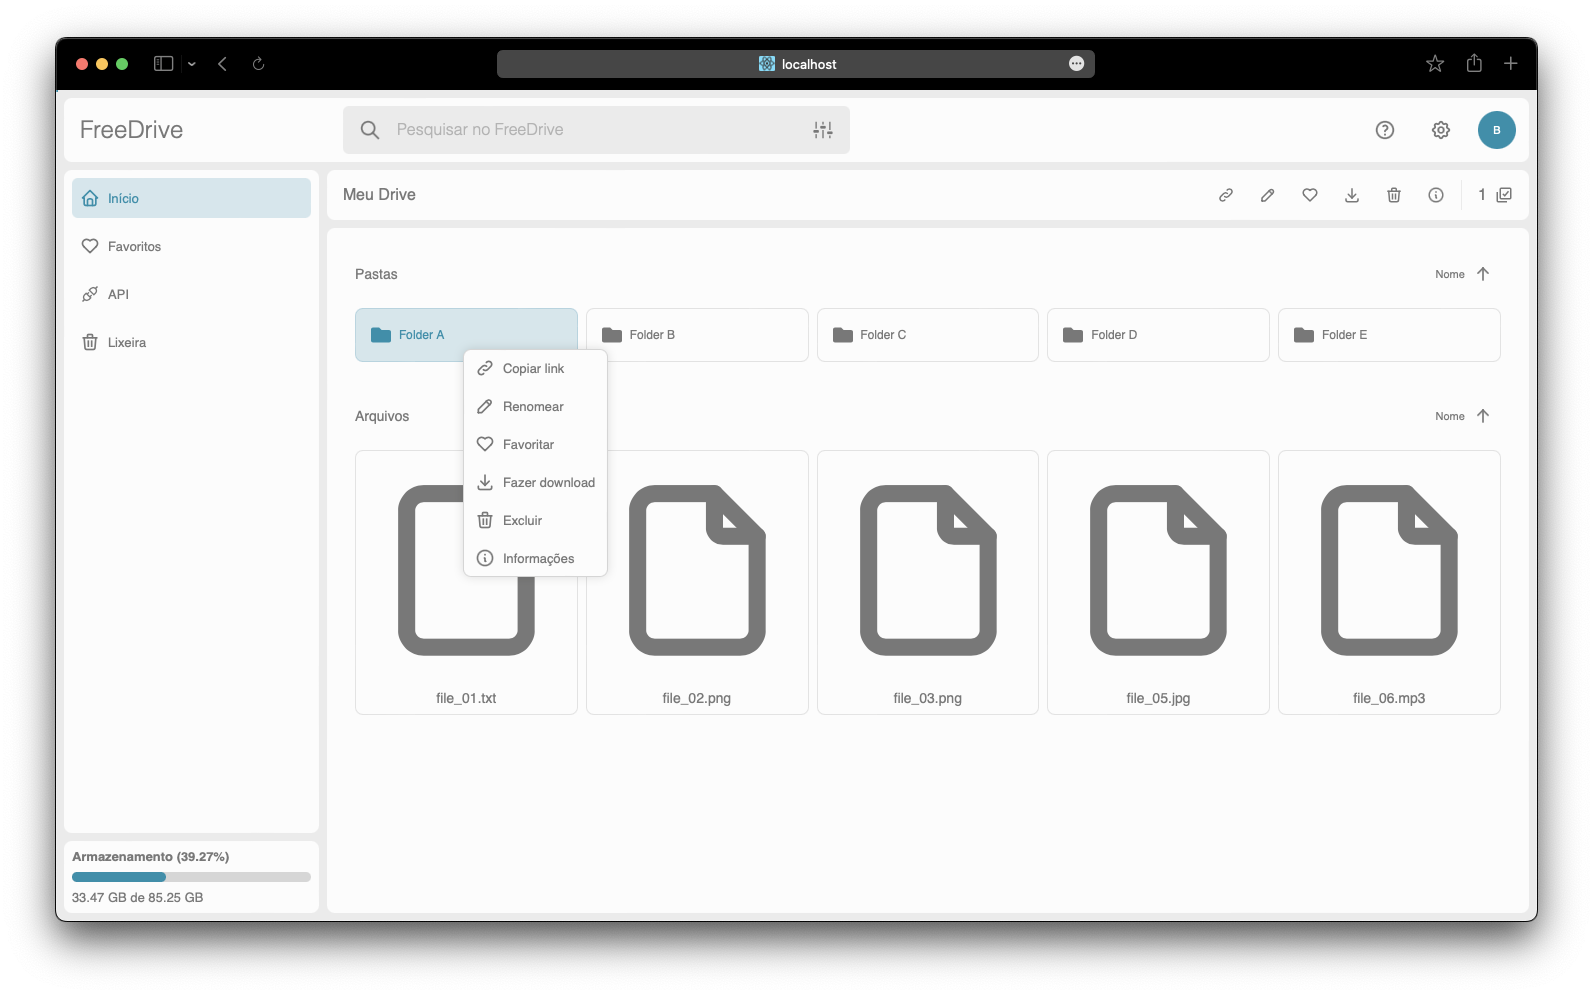 localhost
FreeDrive
Pesquisar no FreeDrive
B
Início
Favoritos
API
Lixeira
Armazenamento (39.27%)
33.47 GB de 85.25 GB
Meu Drive
1
Pastas
Nome
Folder A
Folder B
Folder C
Folder D
Folder E
Copiar link
Renomear
Favoritar
Fazer download
Excluir
Informações
Arquivos
Nome
file_01.txt
file_02.png
file_03.png
file_05.jpg
file_06.mp3